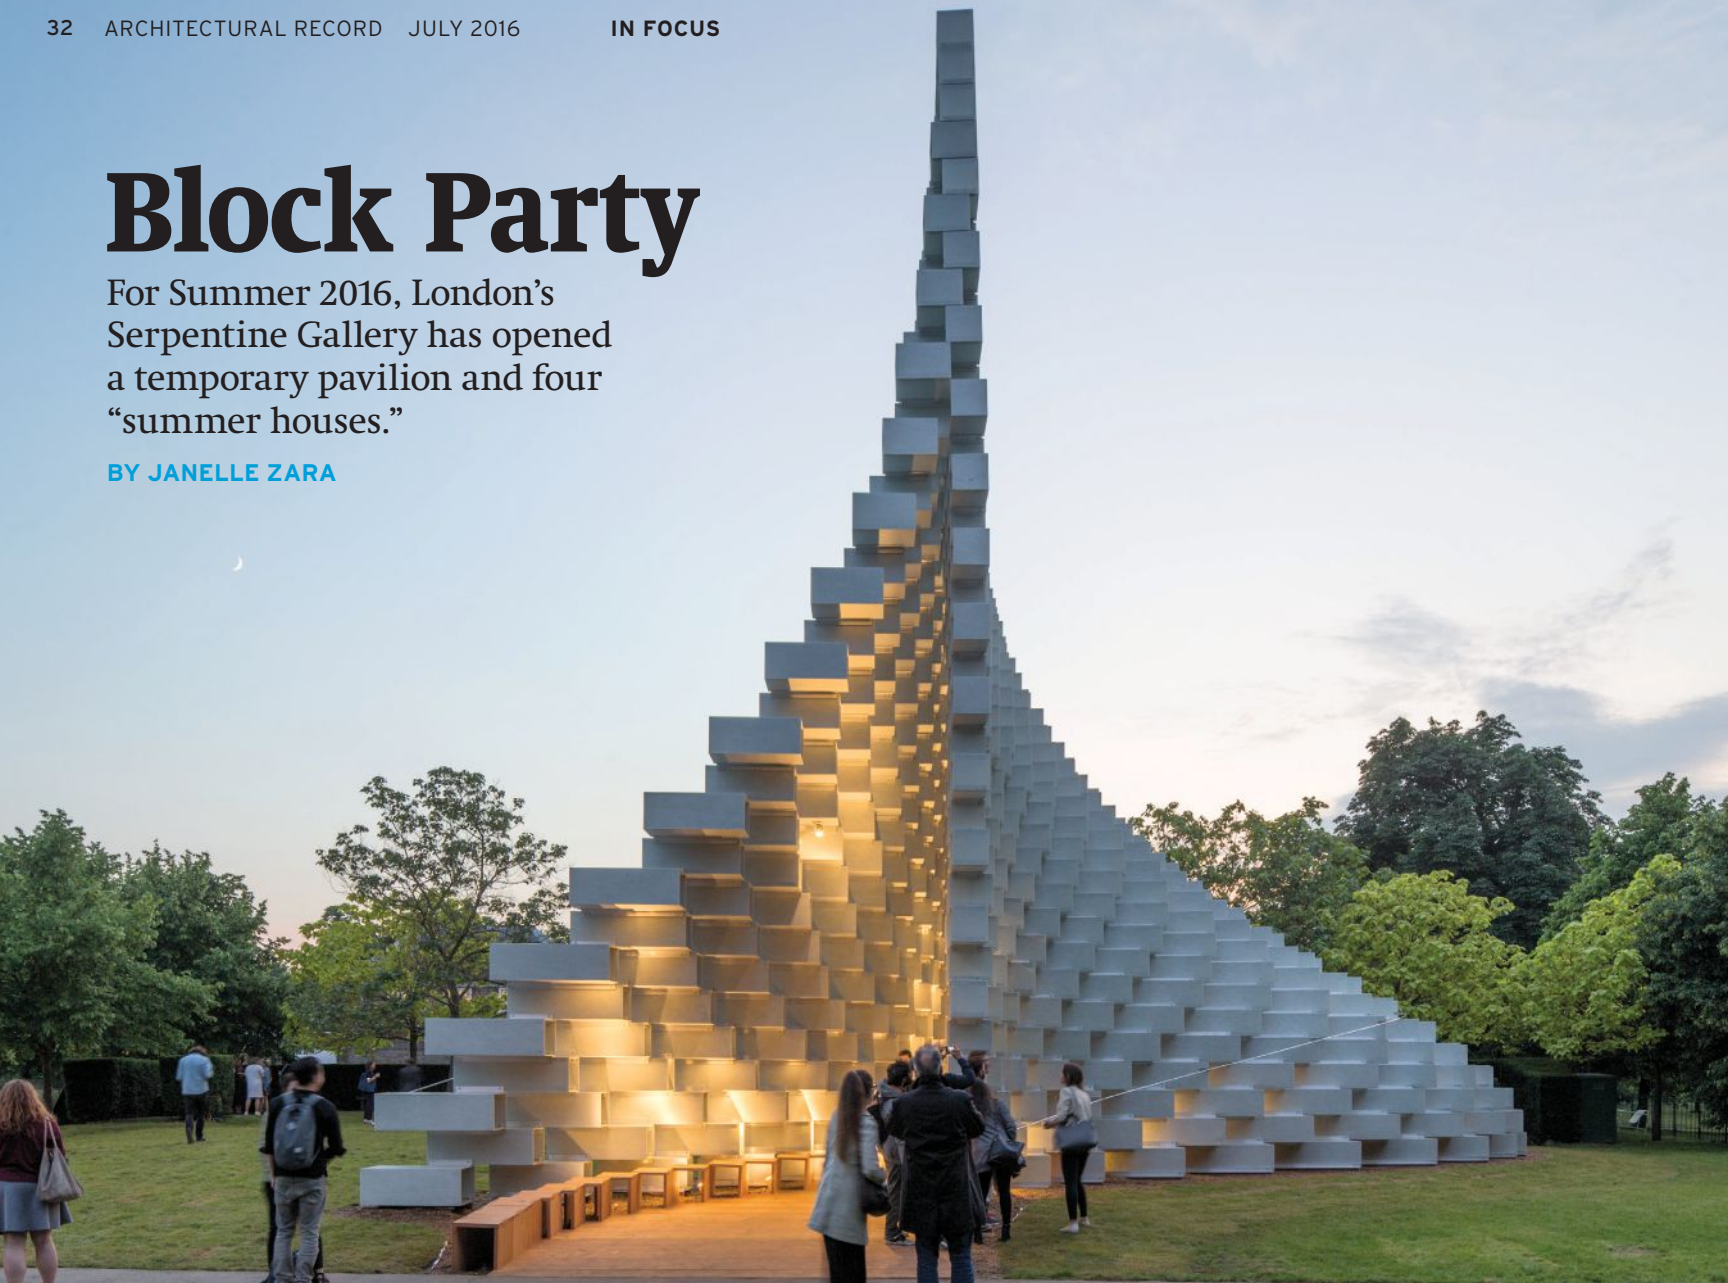 32 ARCHITECTURAL RECORD JULY 2016 IN FOCUS
Block Party
For Summer 2016, London’s
Serpentine Gallery has opened
a temporary pavilion and four
“summer houses.”
BY JANELLE ZARA